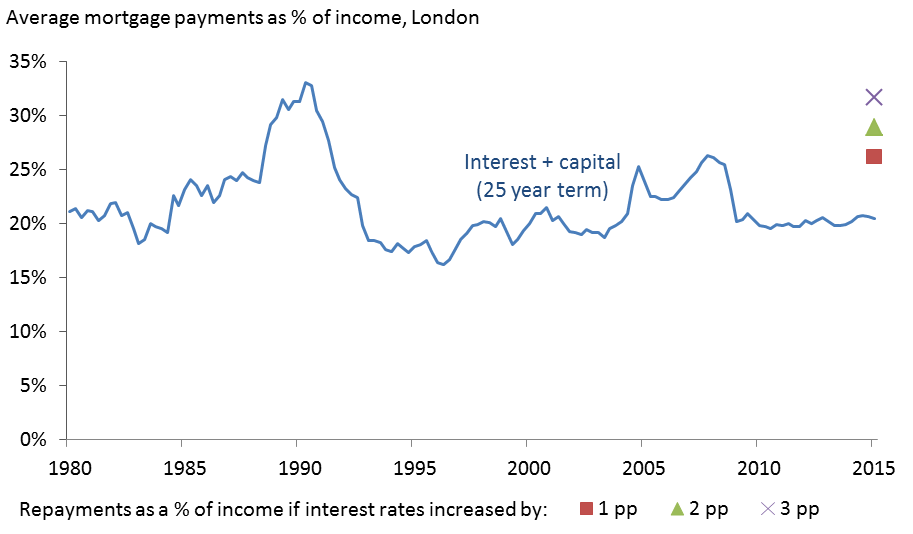 Average mortgage payments as % of income, London
35%
30%
25%
20%
15%
10%
5%
0%
Interest + capital
(25 year term)
1980 1985 1990 1995 2000 2005 2010 2015
Repayments as a % of income if interest rates increased by: 1 pp 2 pp 3 pp